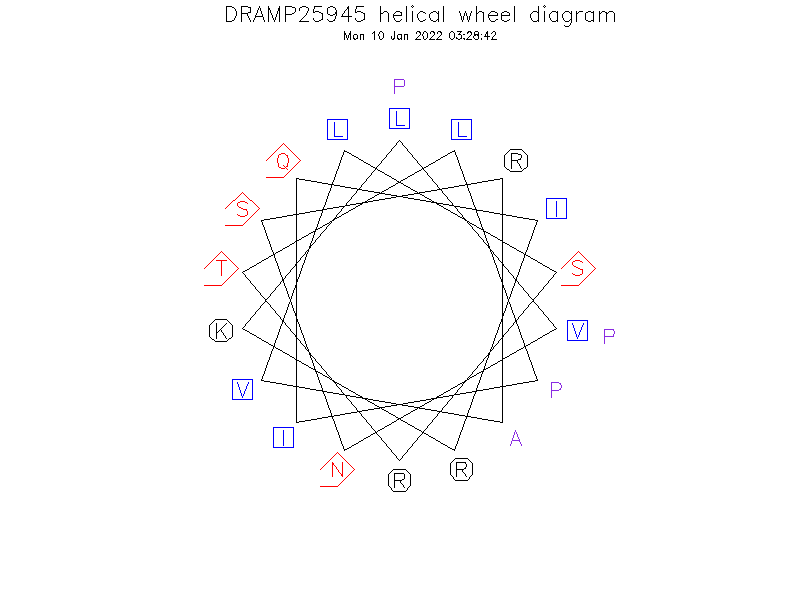 DRAMP25945 helical wheel diagram
Mon 10 Jan 2022 03:28:42
P
L L L
Q R
S I
T S
K V P
V P
I A
N R R